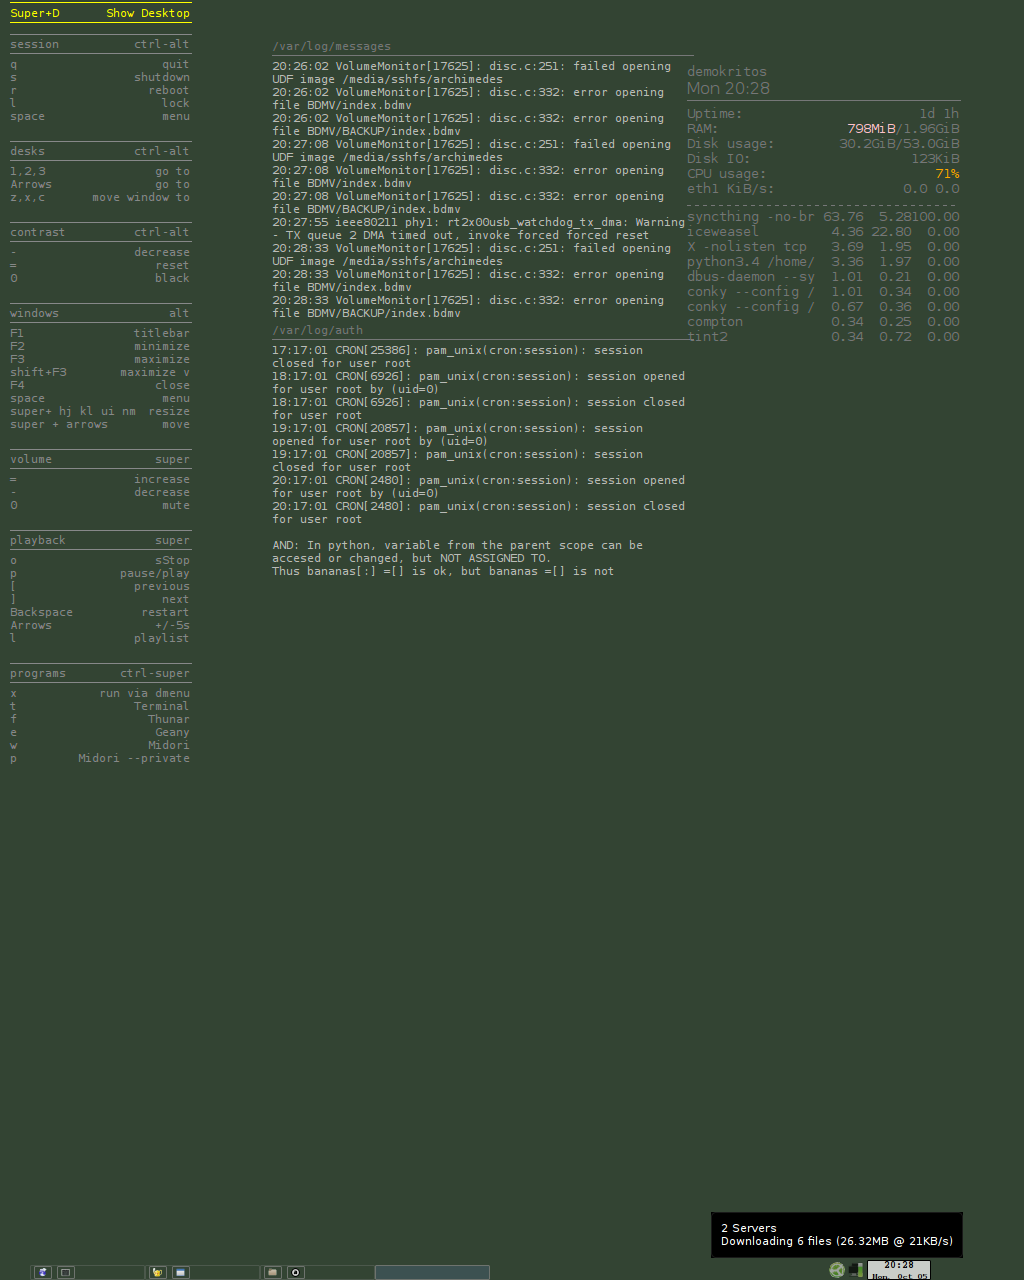 Super+D Show Desktop
session ctrl-alt
q quit
s shutdown
r reboot
l lock
space menu
desks ctrl-alt
1,2,3 go to
Arrows go to
z,x,c move window to
contrast ctrl-alt
- decrease
= reset
0 black
windows alt
F1 titlebar
F2 minimize
F3 maximize
shift+F3 maximize v
F4 close
space menu
super+ hj kl ui nm resize
super + arrows move
volume super
= increase
- decrease
0 mute
playback super
o sStop
p pause/play
[ previous
] next
Backspace restart
Arrows +/-5s
l playlist
programs ctrl-super
x run via dmenu
t Terminal
f Thunar
e Geany
w Midori
p Midori --private
/var/log/messages
20:26:02 VolumeMonitor[17625]: disc.c:251: failed opening
UDF image /media/sshfs/archimedes
20:26:02 VolumeMonitor[17625]: disc.c:332: error opening
file BDMV/index.bdmv
20:26:02 VolumeMonitor[17625]: disc.c:332: error opening
file BDMV/BACKUP/index.bdmv
20:27:08 VolumeMonitor[17625]: disc.c:251: failed opening
UDF image /media/sshfs/archimedes
20:27:08 VolumeMonitor[17625]: disc.c:332: error opening
file BDMV/index.bdmv
20:27:08 VolumeMonitor[17625]: disc.c:332: error opening
file BDMV/BACKUP/index.bdmv
20:27:55 ieee80211 phy1: rt2x00usb_watchdog_tx_dma: Warning
- TX queue 2 DMA timed out, invoke forced forced reset
20:28:33 VolumeMonitor[17625]: disc.c:251: failed opening
UDF image /media/sshfs/archimedes
20:28:33 VolumeMonitor[17625]: disc.c:332: error opening
file BDMV/index.bdmv
20:28:33 VolumeMonitor[17625]: disc.c:332: error opening
file BDMV/BACKUP/index.bdmv
/var/log/auth
17:17:01 CRON[25386]: pam_unix(cron:session): session
closed for user root
18:17:01 CRON[6926]: pam_unix(cron:session): session opened
for user root by (uid=0)
18:17:01 CRON[6926]: pam_unix(cron:session): session closed
for user root
19:17:01 CRON[20857]: pam_unix(cron:session): session
opened for user root by (uid=0)
19:17:01 CRON[20857]: pam_unix(cron:session): session
closed for user root
20:17:01 CRON[2480]: pam_unix(cron:session): session opened
for user root by (uid=0)
20:17:01 CRON[2480]: pam_unix(cron:session): session closed
for user root
AND: In python, variable from the parent scope can be
accesed or changed, but NOT ASSIGNED TO.
Thus bananas[:] =[] is ok, but bananas =[] is not
demokritos
Mon 20:28
Uptime: 1d 1h
RAM: 798MiB/1.96GiB
Disk usage: 30.2GiB/53.0GiB
Disk IO: 123KiB
CPU usage: 71%
eth1 KiB/s: 0.0 0.0
syncthing -no-br 63.76 5.28100.00
iceweasel 4.36 22.80 0.00
X -nolisten tcp 3.69 1.95 0.00
python3.4 /home/ 3.36 1.97 0.00
dbus-daemon --sy 1.01 0.21 0.00
conky --config / 1.01 0.34 0.00
conky --config / 0.67 0.36 0.00
compton 0.34 0.25 0.00
tint2 0.34 0.72 0.00
2 Servers
Downloading 6 files (26.32MB @ 21KB/s)
20:28
Mon, Oct 05